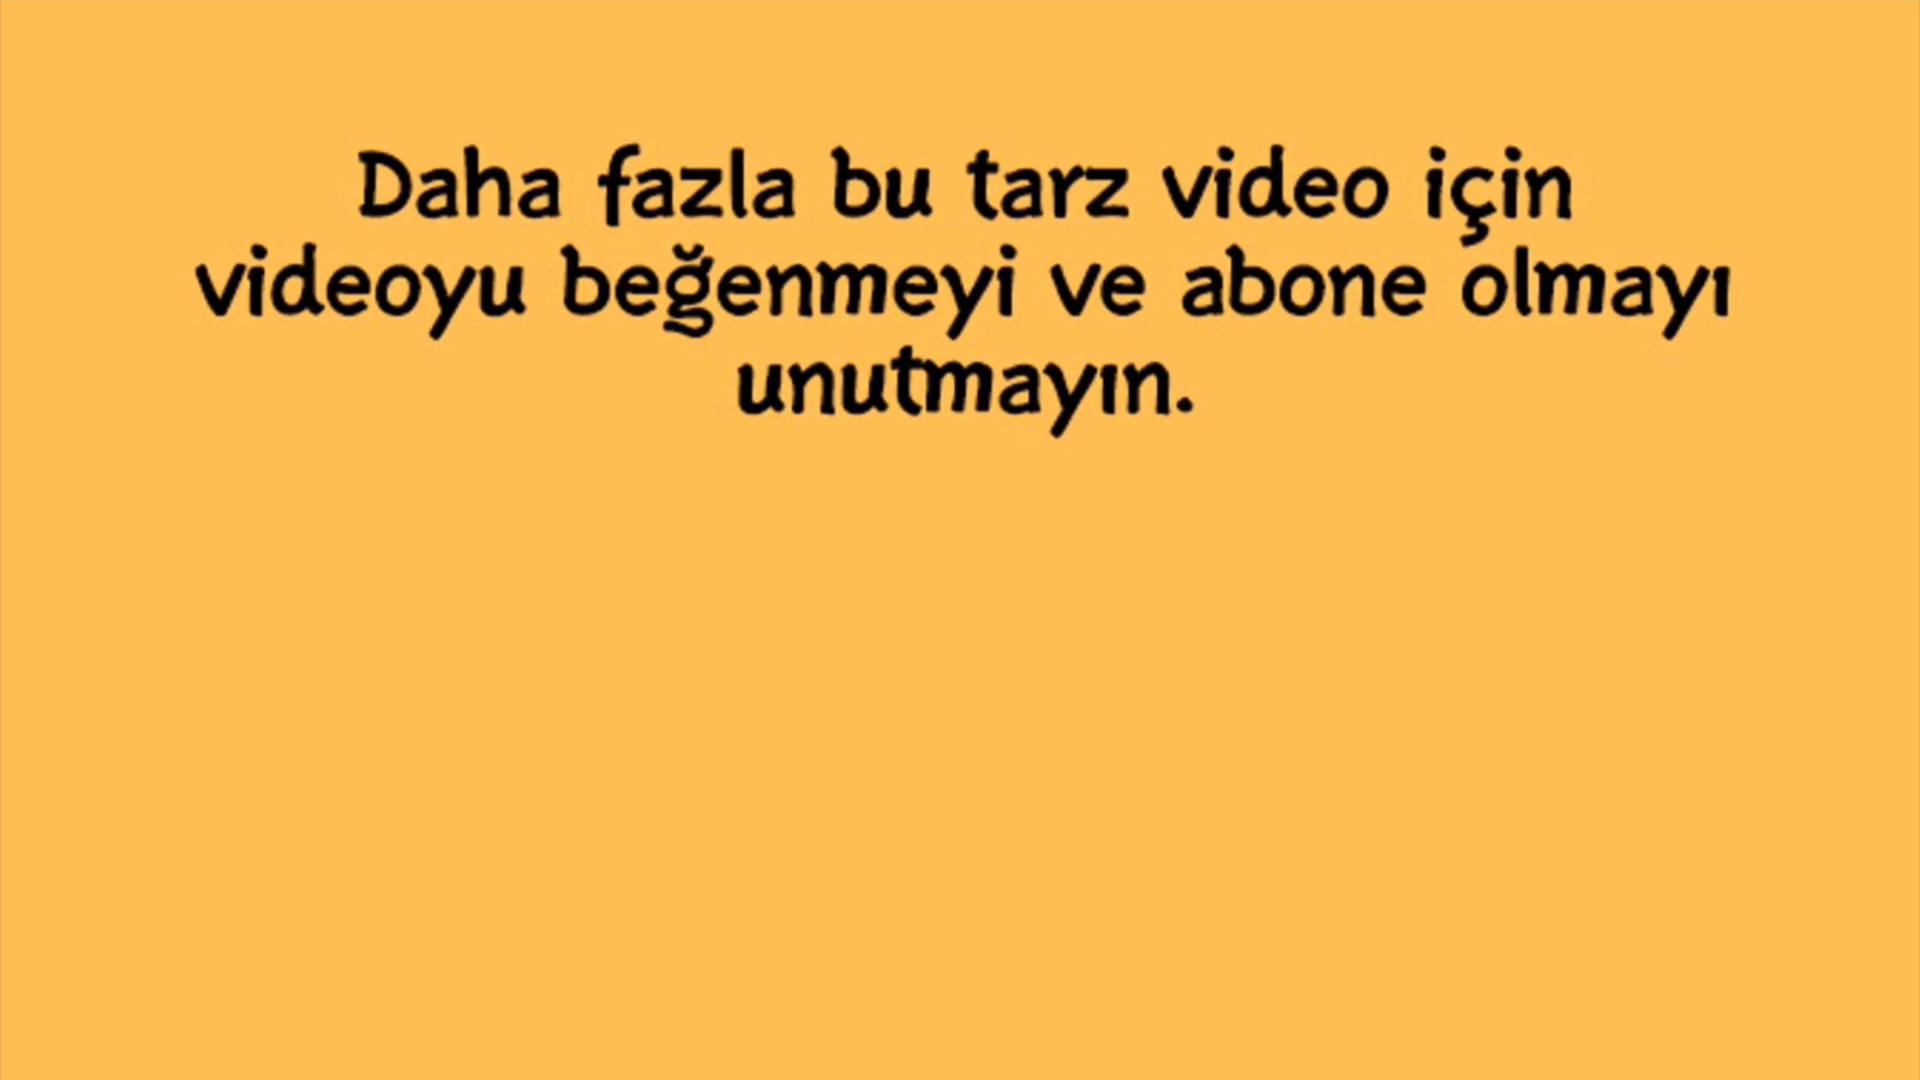 Daha fazla bu tarz video için
videoyu beğenmeyi ve abone olmayı
unutmayın.